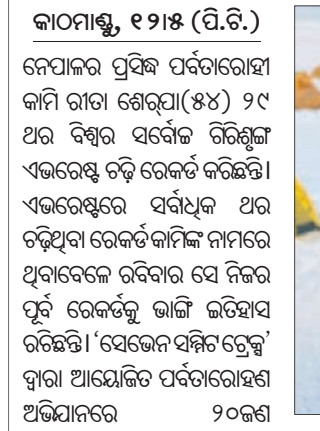 କାଠମାଣ୍ଡୁ, ୧୨ା୫ (ପି.ଟି.)
ନେପାଳର ପ୍ରସିଦ୍ଧ ପର୍ବତାରୋହୀ
କାମି ରୀତା ଶେର୍‌ପା(୫୪) ୨୯
ଥର ବିଶ୍ୱର ସର୍ବୋଚ୍ଚ ଗିରିଶୃଙ୍ଗ
ଏଭରେଷ୍ଟ ଚଢ଼ି ରେକର୍ଡ କରିଛନ୍ତି।
ଏଭରେଷ୍ଟରେ ସର୍ବାଧିକ ଥର
ଚଢ଼ିଥିବା ରେକର୍ଡ କାମିଙ୍କ ନାମରେ
ଥିବାବେଳେ ରବିବାର ସେ ନିଜର
ପୂର୍ବ ରେକର୍ଡକୁ ଭାଙ୍ଗି ଇତିହାସ
ରଚିଛନ୍ତି। ‘ସେଭେନ ସମ୍ମିଟ ଟ୍ରେକ୍ସ’
ଦ୍ୱାରା ଆୟୋଜିତ ପର୍ବତାରୋହଣ
ଅଭିଯାନରେ ୨୦ଜଣ